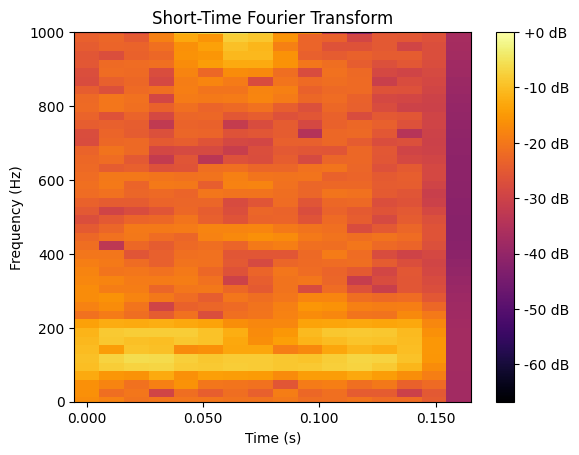 Short-Time Fourier Transform
1000
800
600
400
200
0
Frequency (Hz)
0.000
0.050
0.100
0.150
Time (s)
+0 dB
-10 dB
-20 dB
-30 dB
-40 dB
-50 dB
-60 dB